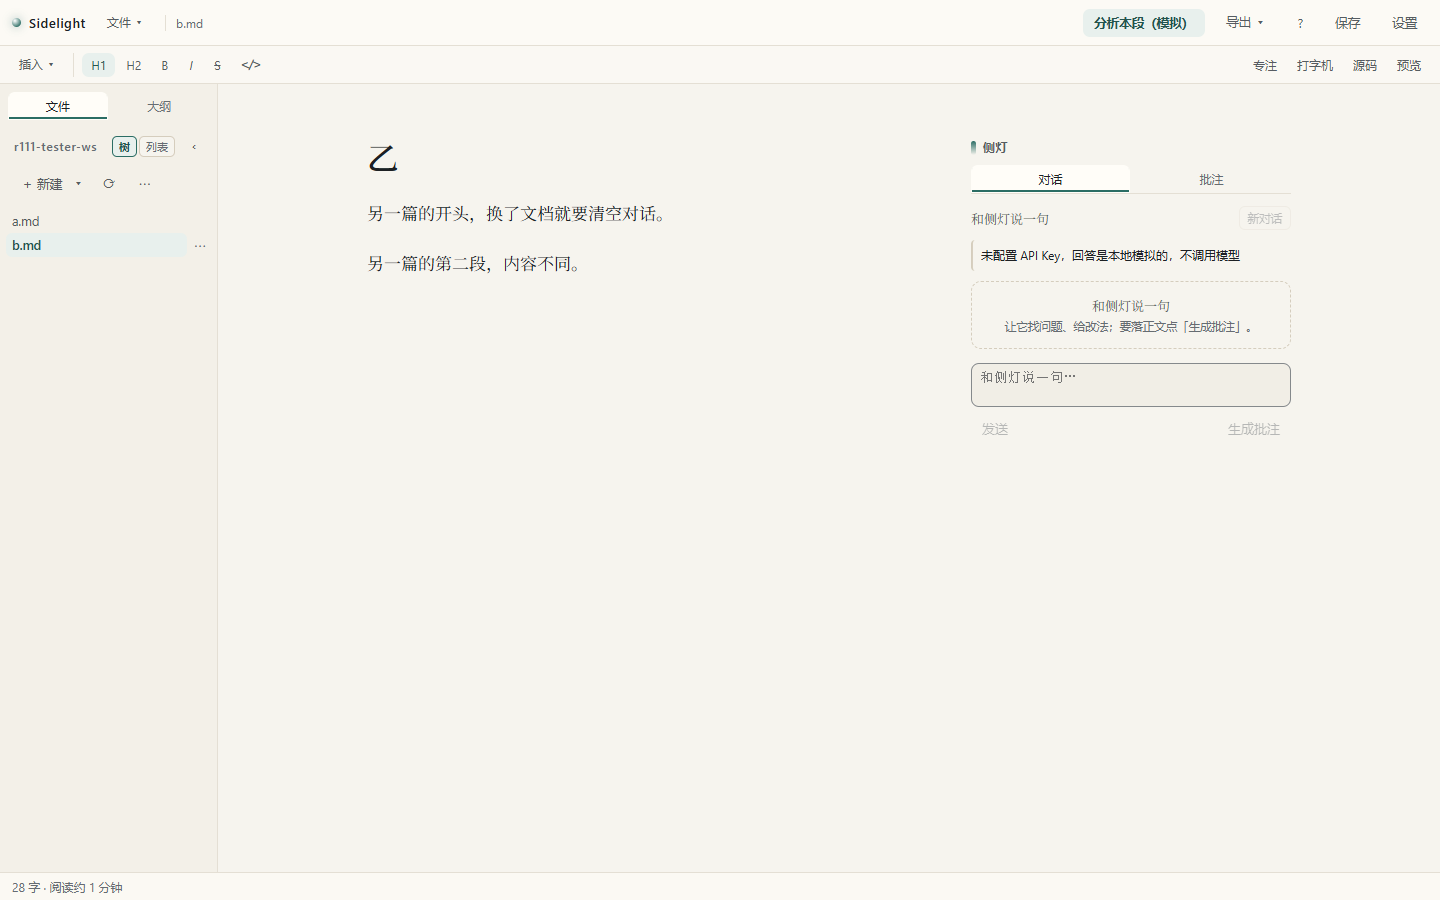 Sidelight 文件 ▾ b.md 分析本段（模拟） 导出 ▾ ? 保存 设置
插入 ▾ H1 H2 B I S </> 专注 打字机 源码 预览
文件 大纲
r111-tester-ws 树 列表 ‹
+ 新建 ▾ ⟳ ···
a.md
b.md ···
乙
另一篇的开头，换了文档就要清空对话。
另一篇的第二段，内容不同。
侧灯
对话 批注
和侧灯说一句 新对话
未配置 API Key，回答是本地模拟的，不调用模型
和侧灯说一句
让它找问题、给改法；要落正文点「生成批注」。
和侧灯说一句…
发送 生成批注
28 字 · 阅读约 1 分钟